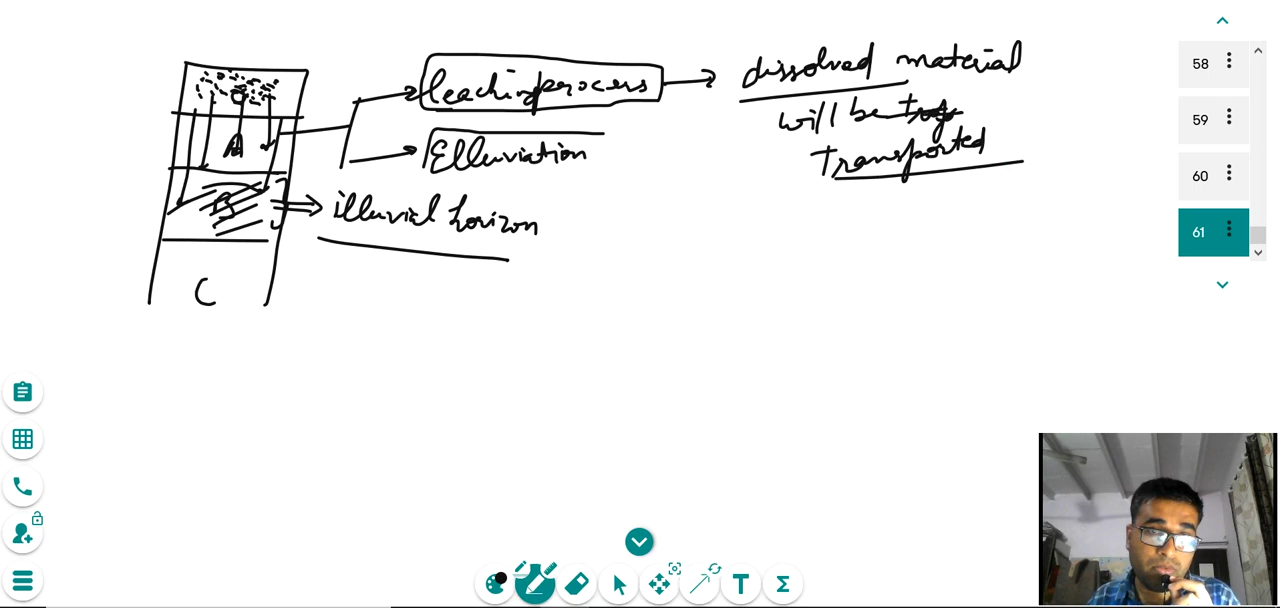 O
A
B
C
leaching process
Elluviation
illuvial horizon
dissolved material
will be
Transported
58
59
60
61
T
Σ